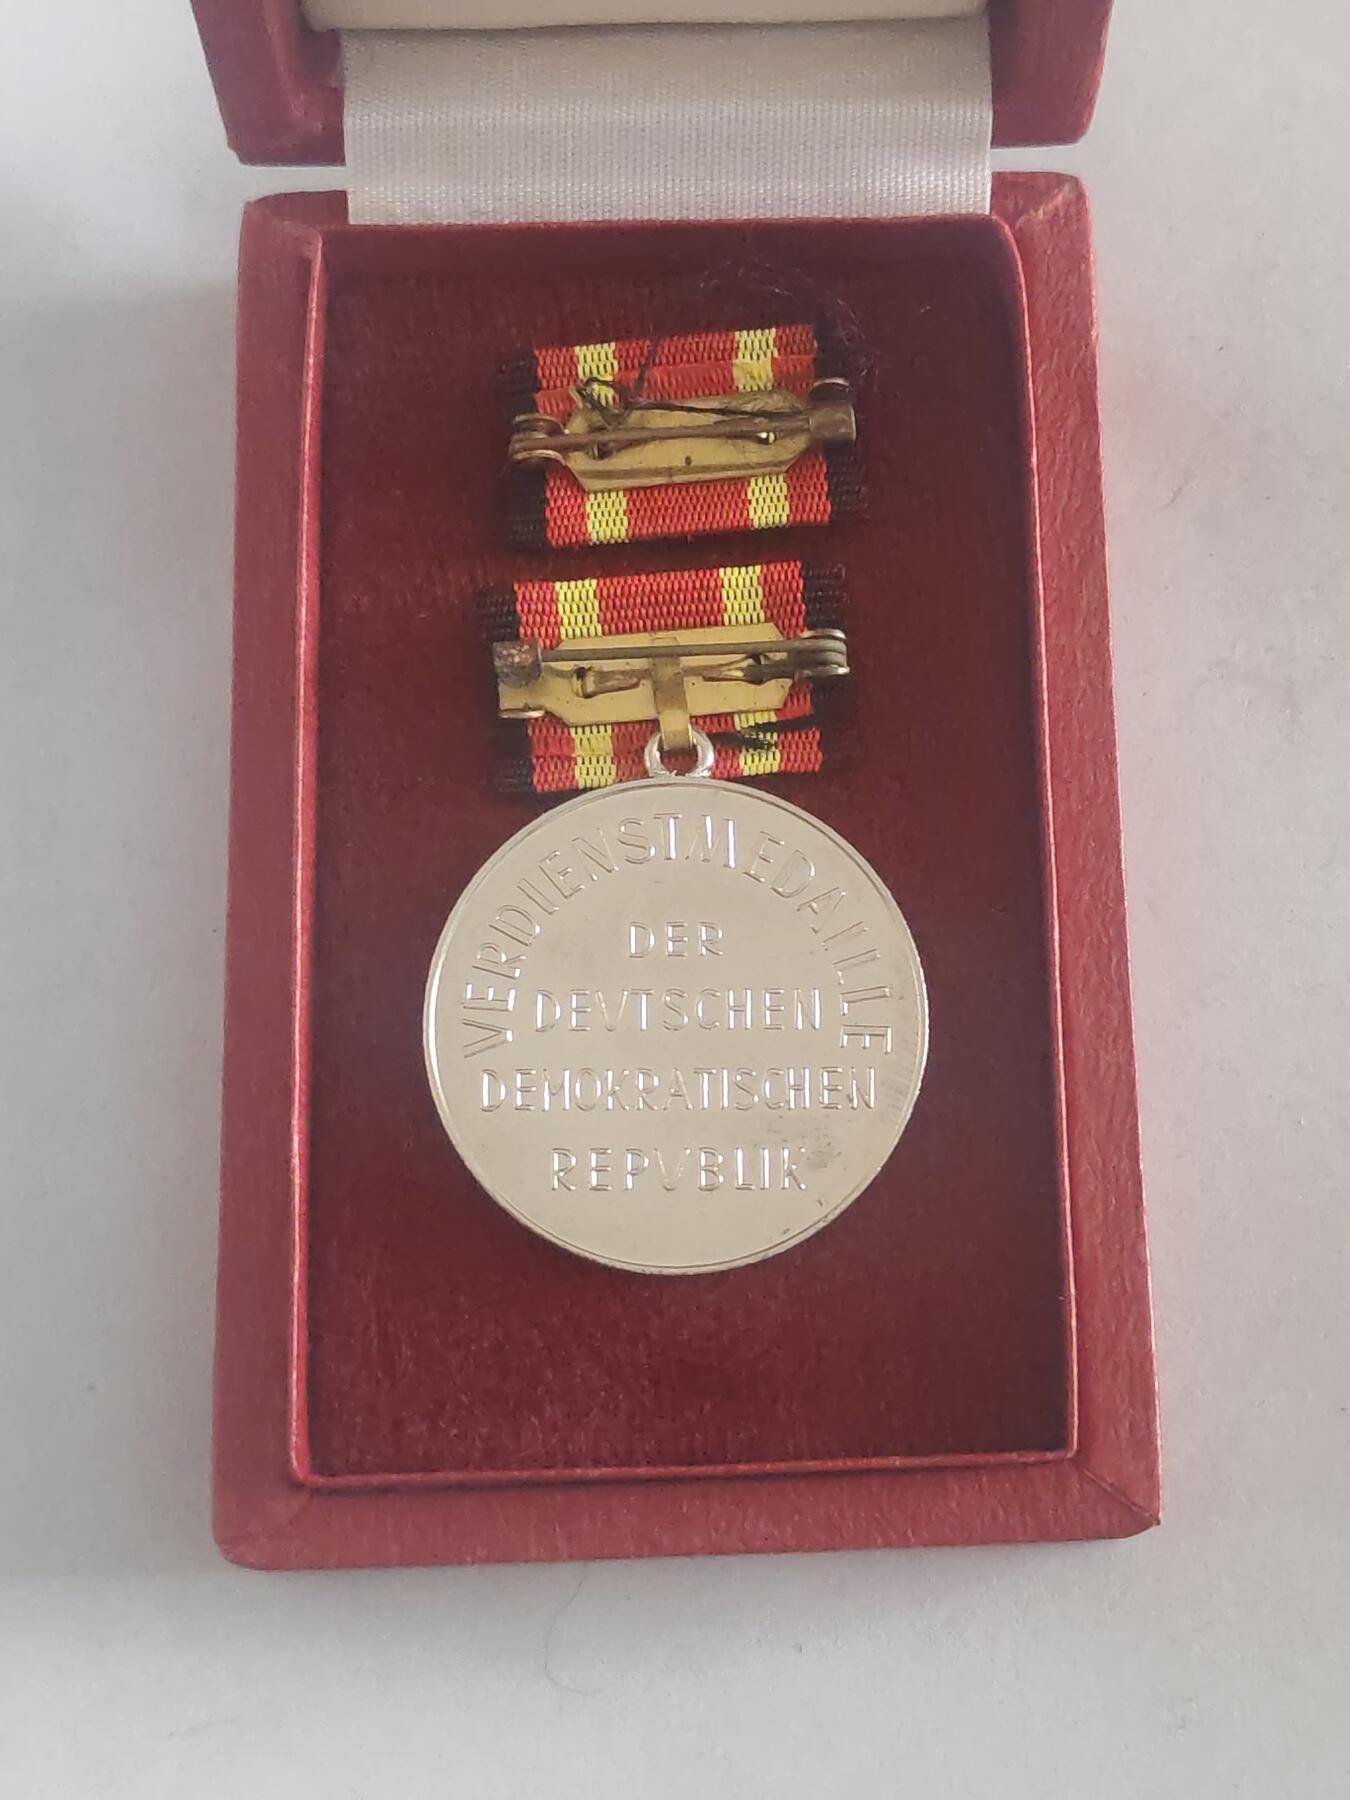 VERDIENSTMEDAILLE
DER
DEVTSCHEN
DEMOKRATISCHEN
REPVBLIK